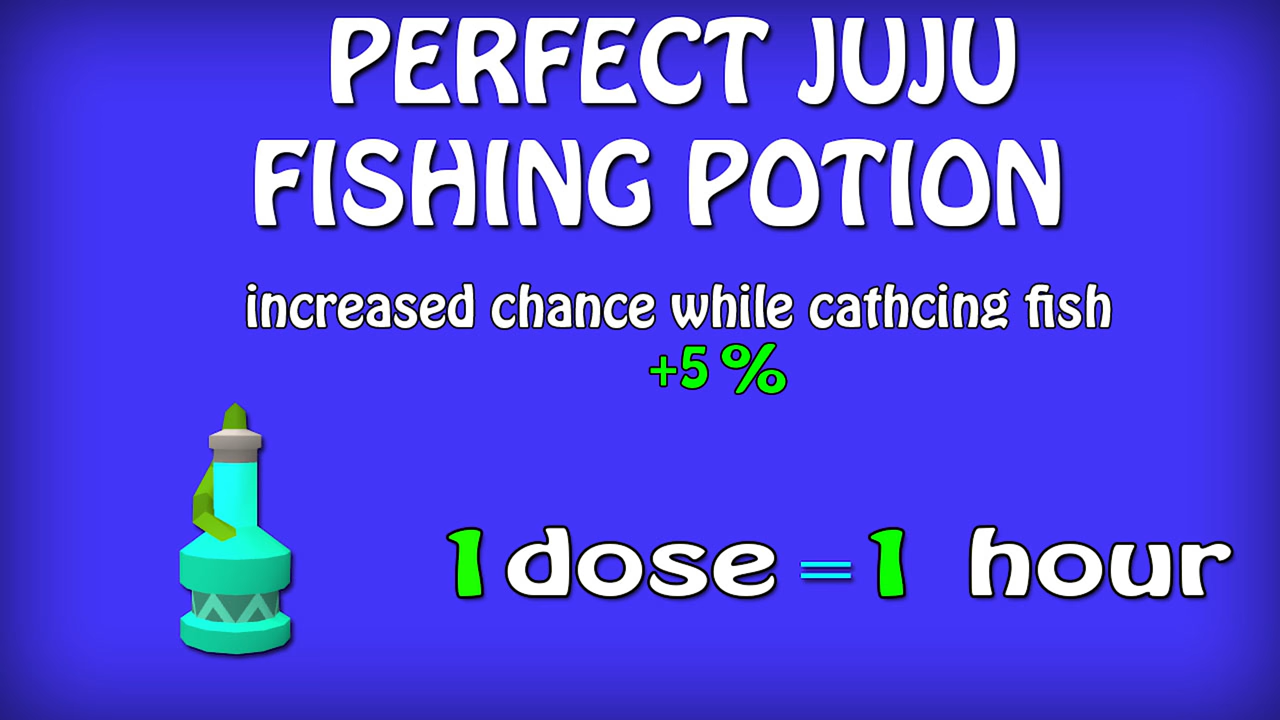 PERFECT JUJU
FISHING POTION
increased chance while cathcing fish
+5 %
1 dose = 1 hour